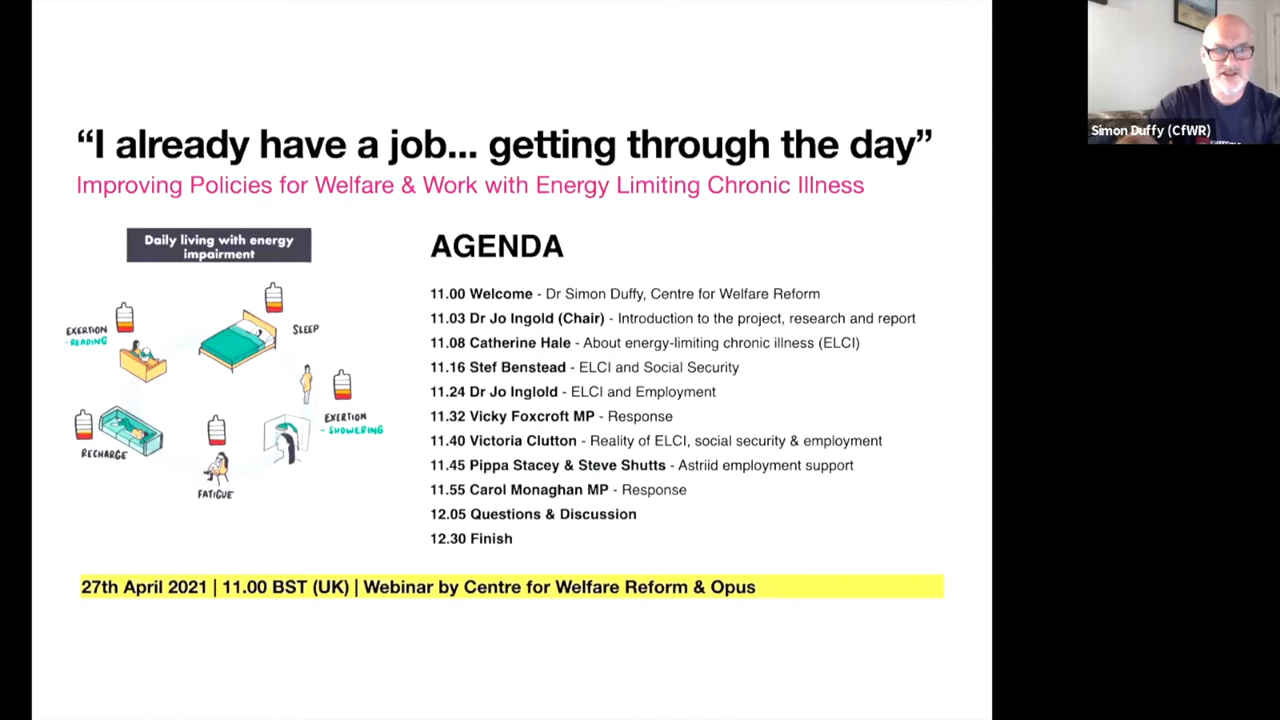 “I already have a job... getting through the day”
Improving Policies for Welfare & Work with Energy Limiting Chronic Illness
Daily living with energy
impairment
EXERTION
- READING
SLEEP
EXERTION
- SHOWERING
RECHARGE
FATIGUE
AGENDA
11.00 Welcome - Dr Simon Duffy, Centre for Welfare Reform
11.03 Dr Jo Ingold (Chair) - Introduction to the project, research and report
11.08 Catherine Hale - About energy-limiting chronic illness (ELCI)
11.16 Stef Benstead - ELCI and Social Security
11.24 Dr Jo Inglold - ELCI and Employment
11.32 Vicky Foxcroft MP - Response
11.40 Victoria Clutton - Reality of ELCI, social security & employment
11.45 Pippa Stacey & Steve Shutts - Astriid employment support
11.55 Carol Monaghan MP - Response
12.05 Questions & Discussion
12.30 Finish
27th April 2021 | 11.00 BST (UK) | Webinar by Centre for Welfare Reform & Opus
Simon Duffy (CfWR)